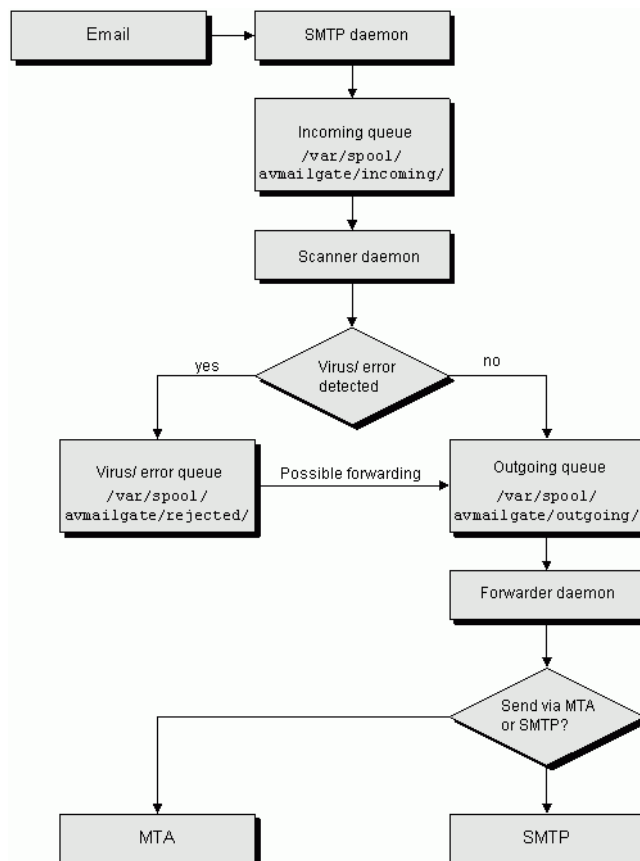 Email
SMTP daemon
Incoming queue
/var/spool/
avmailgate/incoming/
Scanner daemon
Virus/ error
detected
yes
no
Virus/ error queue
/var/spool/
avmailgate/rejected/
Possible forwarding
Outgoing queue
/var/spool/
avmailgate/outgoing/
Forwarder daemon
Send via MTA
or SMTP?
MTA
SMTP